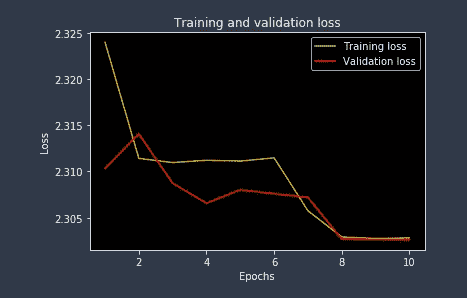 Training and validation loss
Training loss
Validation loss
2.325
2.320
2.315
2.310
2.305
Loss
2 4 6 8 10
Epochs